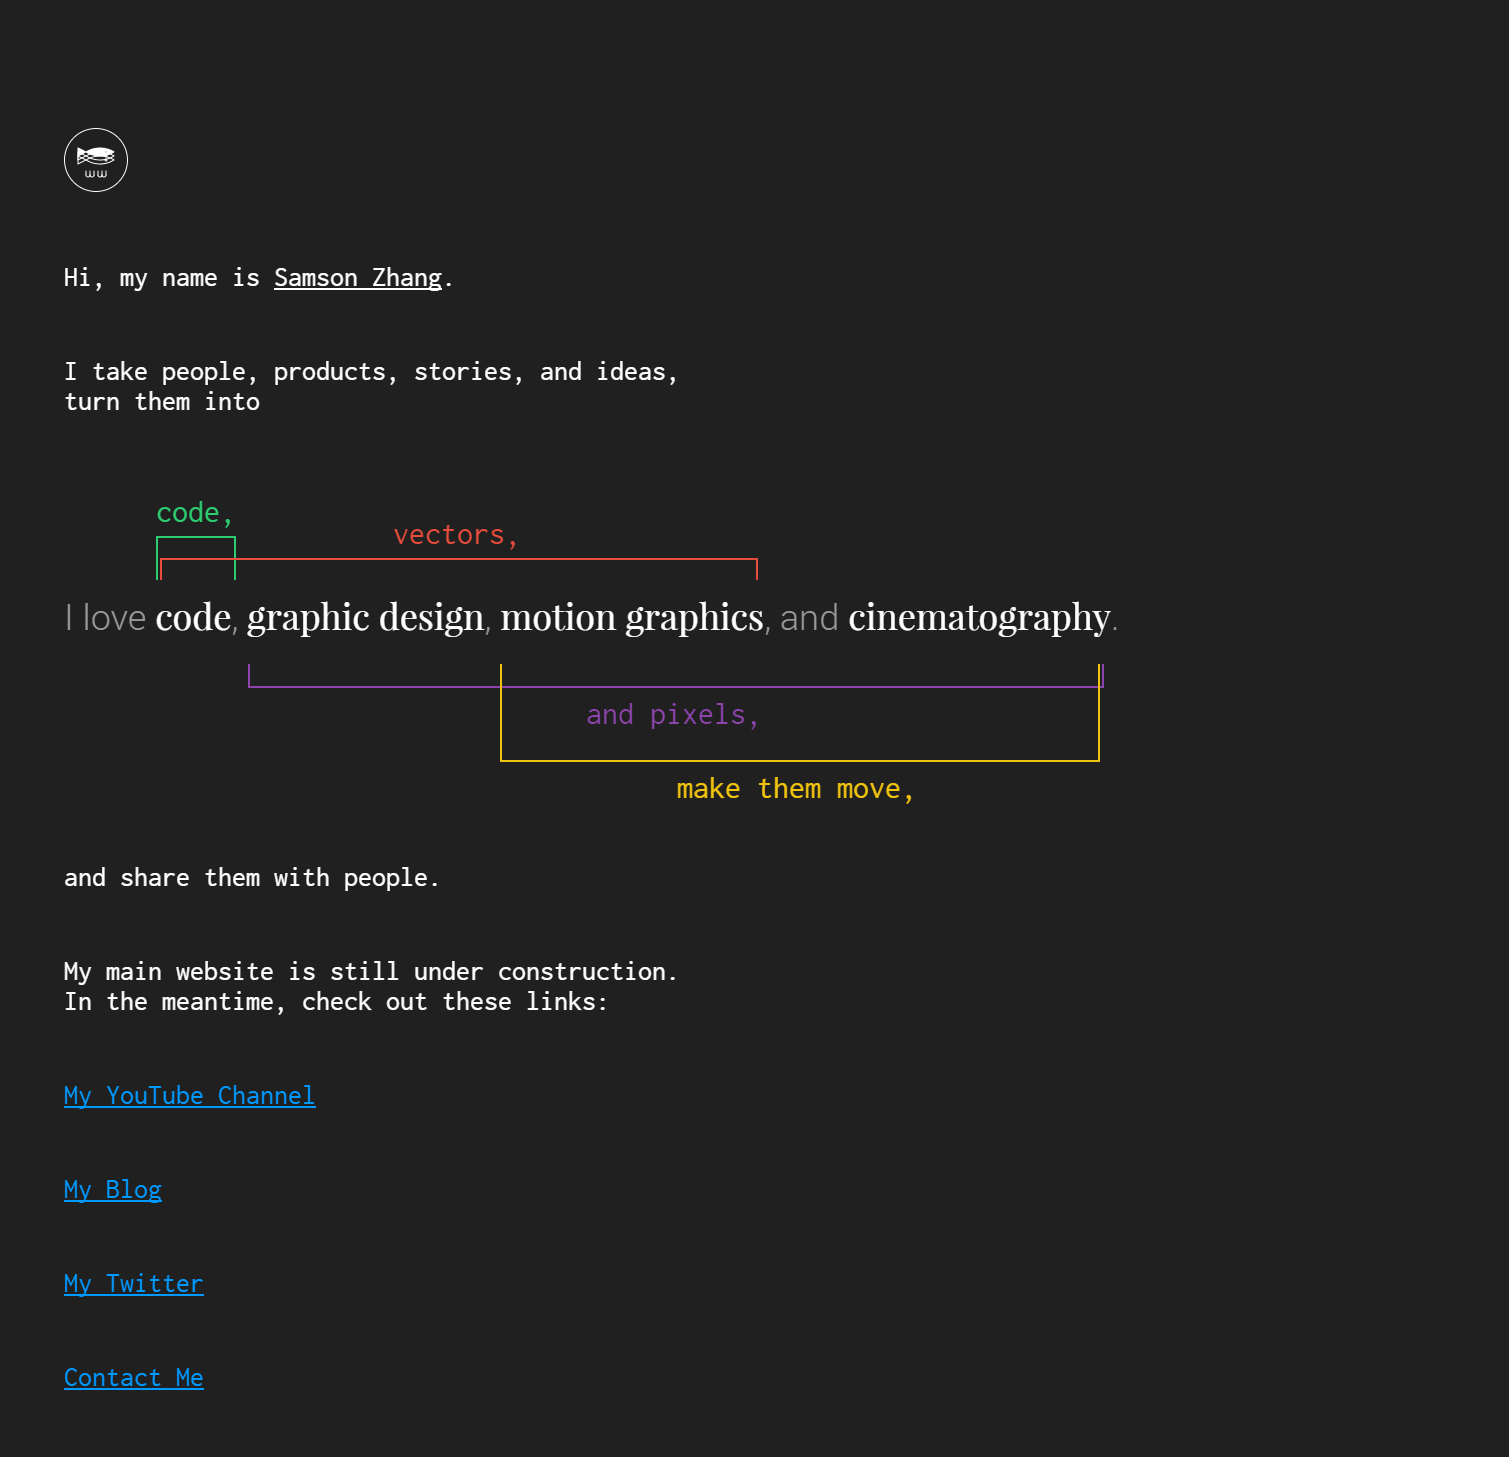 ww
Hi, my name is Samson Zhang.
I take people, products, stories, and ideas,
turn them into
code,
vectors,
I love code, graphic design, motion graphics, and cinematography.
and pixels,
make them move,
and share them with people.
My main website is still under construction.
In the meantime, check out these links:
My YouTube Channel
My Blog
My Twitter
Contact Me